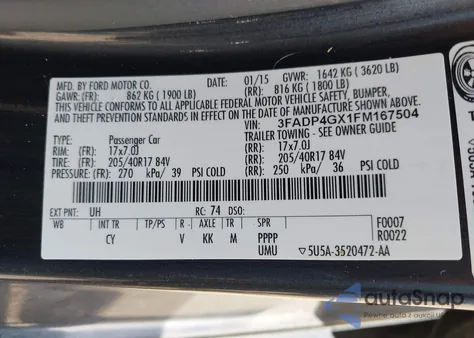 MFD. BY FORD MOTOR CO.
01/15 GVWR: 1642 KG ( 3620 LB)
GAWR: (FR): 862 KG ( 1900 LB) (RR): 816 KG ( 1800 LB)
THIS VEHICLE CONFORMS TO ALL APPLICABLE FEDERAL MOTOR VEHICLE SAFETY, BUMPER,
AND THEFT PREVENTION STANDARDS IN EFFECT ON THE DATE OF MANUFACTURE SHOWN ABOVE.
VIN: 3FADP4GX1FM167504
TYPE: Passenger Car TRAILER TOWING - SEE OWNER GUIDE
RIM: (FR): 17x7.0J (RR): 17x7.0J
TIRE: (FR): 205/40R17 84V (RR): 205/40R17 84V
PRESSURE: (FR): 270 kPa/ 39 PSI COLD (RR): 250 kPa/ 36 PSI COLD
EXT PNT: UH RC: 74 DSO:
WB INT TR TP/PS R AXLE TR SPR F0007
CY V KK M PPPP R0022
UMU ▽5U5A-3520472-AA
autoSnap
Pewne auto z aukcji USA